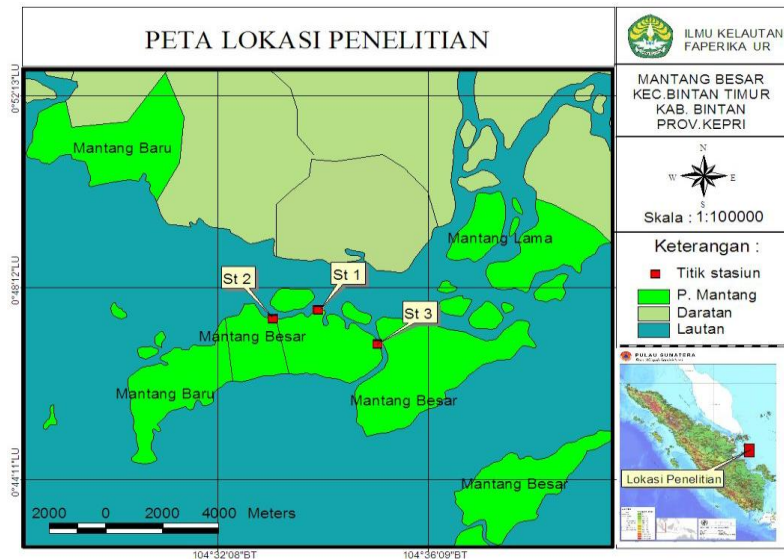 PETA LOKASI PENELITIAN
ILMU KELAUTAN
FAPERIKA UR
MANTANG BESAR
KEC.BINTAN TIMUR
KAB. BINTAN
PROV.KEPRI
N
W
E
S
Skala : 1:100000
Keterangan :
Titik stasiun
P. Mantang
Daratan
Lautan
PULAU SUMATERA
Lokasi Penelitian
0°52'13"LU
0°48'12"LU
0°44'11"LU
Mantang Baru
Mantang Lama
St 1
St 2
St 3
Mantang Besar
Mantang Baru
Mantang Besar
Mantang Besar
2000 0 2000 4000 Meters
104°32'08"BT
104°36'09"BT